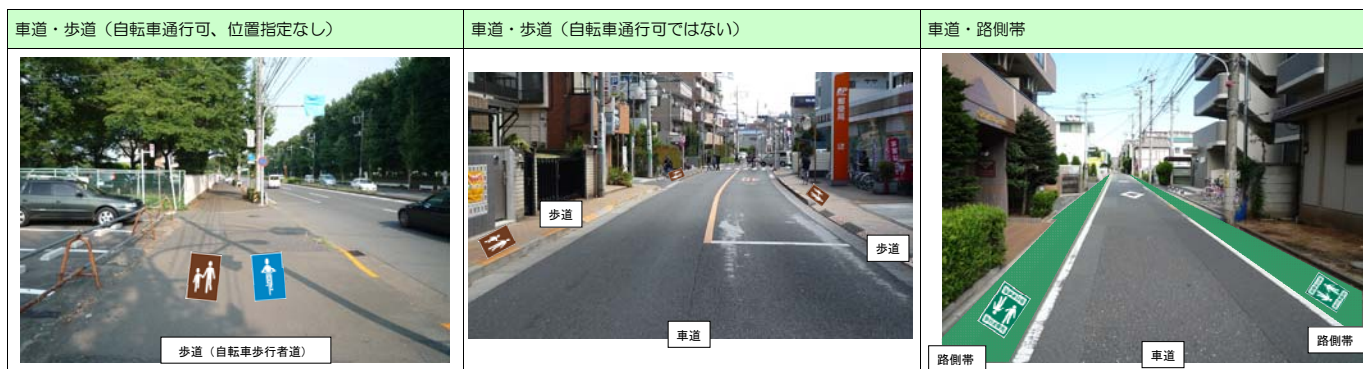 車道・歩道（自転車通行可、位置指定なし）
車道・歩道（自転車通行可ではない）
車道・路側帯
歩道（自転車歩行者道）
歩道
歩道
車道
郵便局
路側帯
車道
路側帯